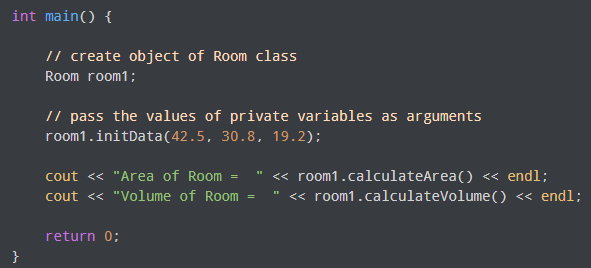 int main() {
    // create object of Room class
    Room room1;
    // pass the values of private variables as arguments
    room1.initData(42.5, 30.8, 19.2);
    cout << "Area of Room =  " << room1.calculateArea() << endl;
    cout << "Volume of Room =  " << room1.calculateVolume() << endl;
    return 0;
}